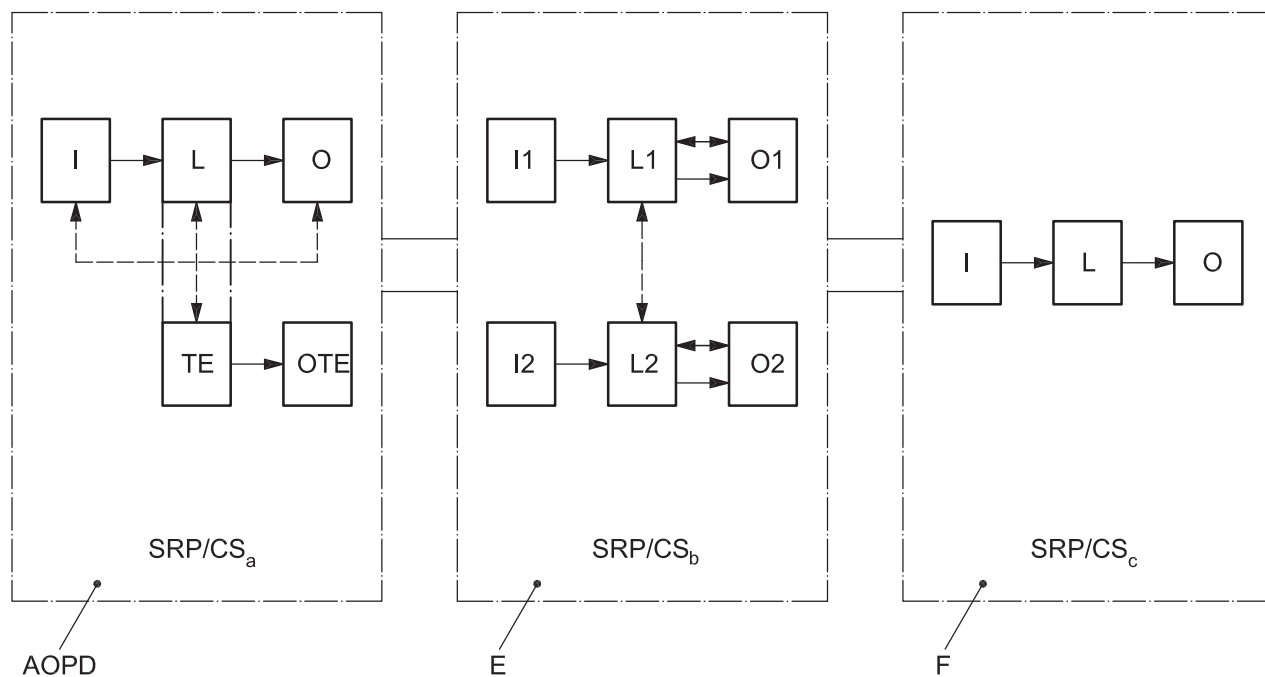 I
L
O
TE
OTE
SRP/CSa
AOPD
I1
L1
O1
I2
L2
O2
SRP/CSb
E
I
L
O
SRP/CSc
F